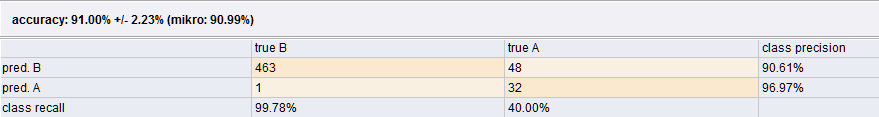 accuracy: 91.00% +/- 2.23% (mikro: 90.99%)
true B true A class precision
pred. B 463 48 90.61%
pred. A 1 32 96.97%
class recall 99.78% 40.00%